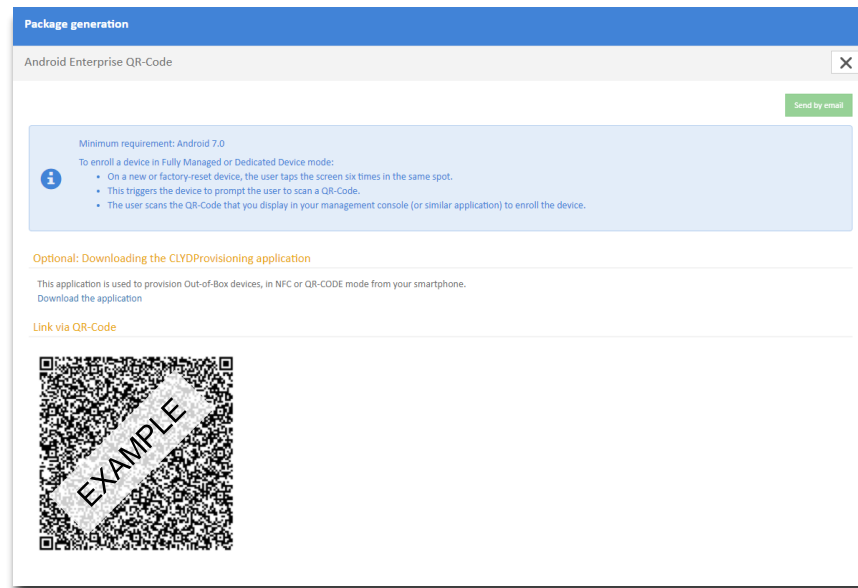 Package generation
Android Enterprise QR-Code
Send by email
Minimum requirement: Android 7.0
To enroll a device in Fully Managed or Dedicated Device mode:
• On a new or factory-reset device, the user taps the screen six times in the same spot.
• This triggers the device to prompt the user to scan a QR-Code.
• The user scans the QR-Code that you display in your management console (or similar application) to enroll the device.
Optional: Downloading the CLYDProvisioning application
This application is used to provision Out-of-Box devices, in NFC or QR-CODE mode from your smartphone.
Download the application
Link via QR-Code
EXAMPLE